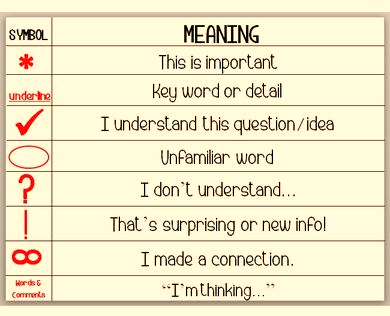 SYMBOL MEANING
* This is important
underline Key word or detail
✓ I understand this question/idea
Unfamiliar word
? I don't understand...
! That's surprising or new info!
∞ I made a connection.
Words &
Comments "I'm thinking..."